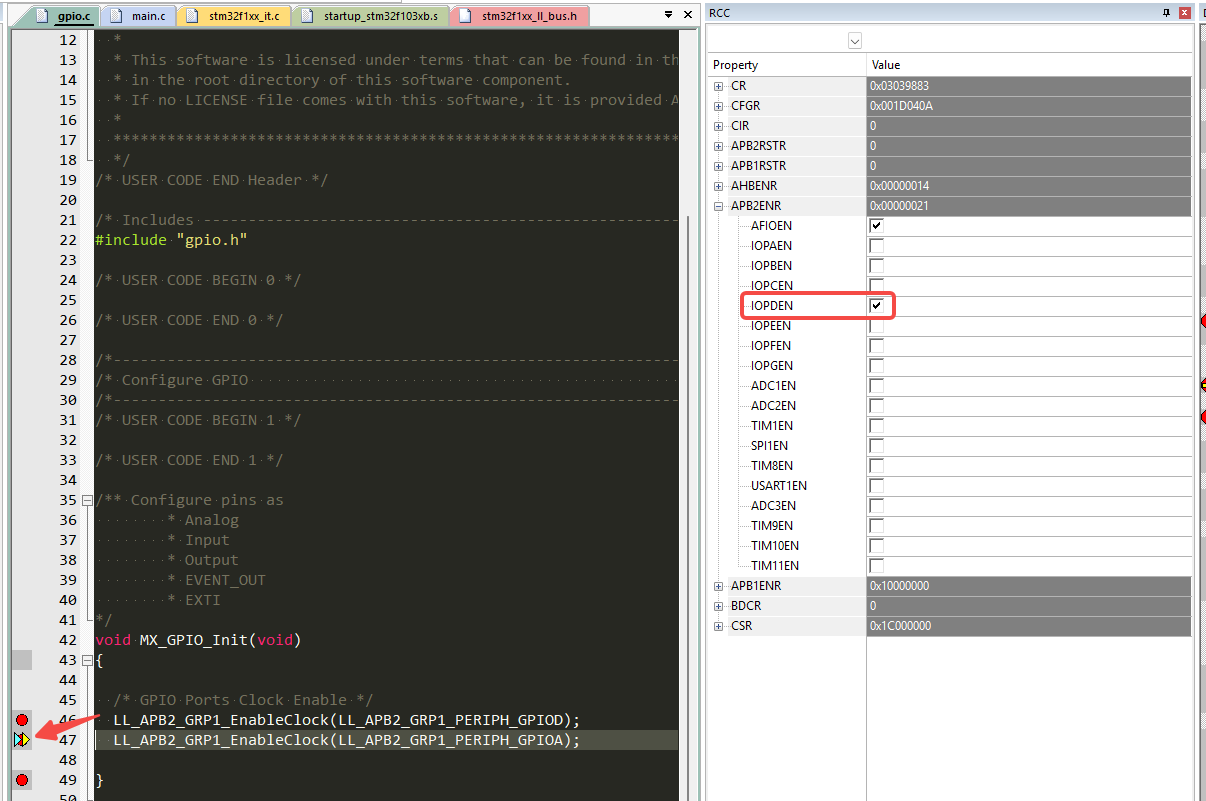 gpio.c main.c stm32f1xx_it.c startup_stm32f103xb.s stm32f1xx_ll_bus.h
12 *
13 * This software is licensed under terms that can be found in th
14 * in the root directory of this software component.
15 * If no LICENSE file comes with this software, it is provided A
16 *
17 ******************************************************************
18 */
19 /* USER CODE END Header */
20
21 /* Includes ------------------------------------------------------
22 #include "gpio.h"
23
24 /* USER CODE BEGIN 0 */
25
26 /* USER CODE END 0 */
27
28 /*----------------------------------------------------------------
29 /* Configure GPIO
30 /*----------------------------------------------------------------
31 /* USER CODE BEGIN 1 */
32
33 /* USER CODE END 1 */
34
35 /** Configure pins as
36 * Analog
37 * Input
38 * Output
39 * EVENT_OUT
40 * EXTI
41 */
42 void MX_GPIO_Init(void)
43 {
44
45 /* GPIO Ports Clock Enable */
46 LL_APB2_GRP1_EnableClock(LL_APB2_GRP1_PERIPH_GPIOD);
47 LL_APB2_GRP1_EnableClock(LL_APB2_GRP1_PERIPH_GPIOA);
48
49 }
50
RCC
Property Value
CR 0x03039883
CFGR 0x001D040A
CIR 0
APB2RSTR 0
APB1RSTR 0
AHBENR 0x00000014
APB2ENR 0x00000021
AFIOEN
IOPAEN
IOPBEN
IOPCEN
IOPDEN
IOPEEN
IOPFEN
IOPGEN
ADC1EN
ADC2EN
TIM1EN
SPI1EN
TIM8EN
USART1EN
ADC3EN
TIM9EN
TIM10EN
TIM11EN
APB1ENR 0x10000000
BDCR 0
CSR 0x1C000000